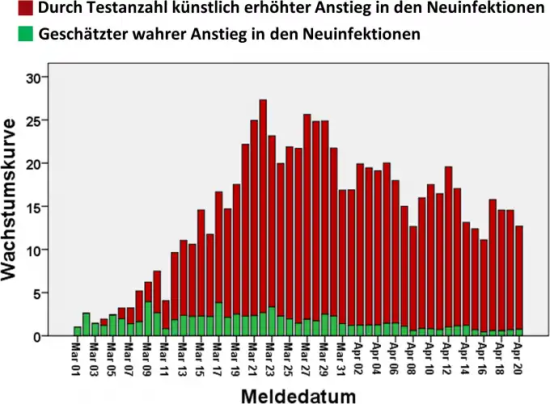 Durch Testanzahl künstlich erhöhter Anstieg in den Neuinfektionen
Geschätzter wahrer Anstieg in den Neuinfektionen
30
25
20
15
10
5
0
Wachstumskurve
Mar 01
Mar 03
Mar 05
Mar 07
Mar 09
Mar 11
Mar 13
Mar 15
Mar 17
Mar 19
Mar 21
Mar 23
Mar 25
Mar 27
Mar 29
Mar 31
Apr 02
Apr 04
Apr 06
Apr 08
Apr 10
Apr 12
Apr 14
Apr 16
Apr 18
Apr 20
Meldedatum